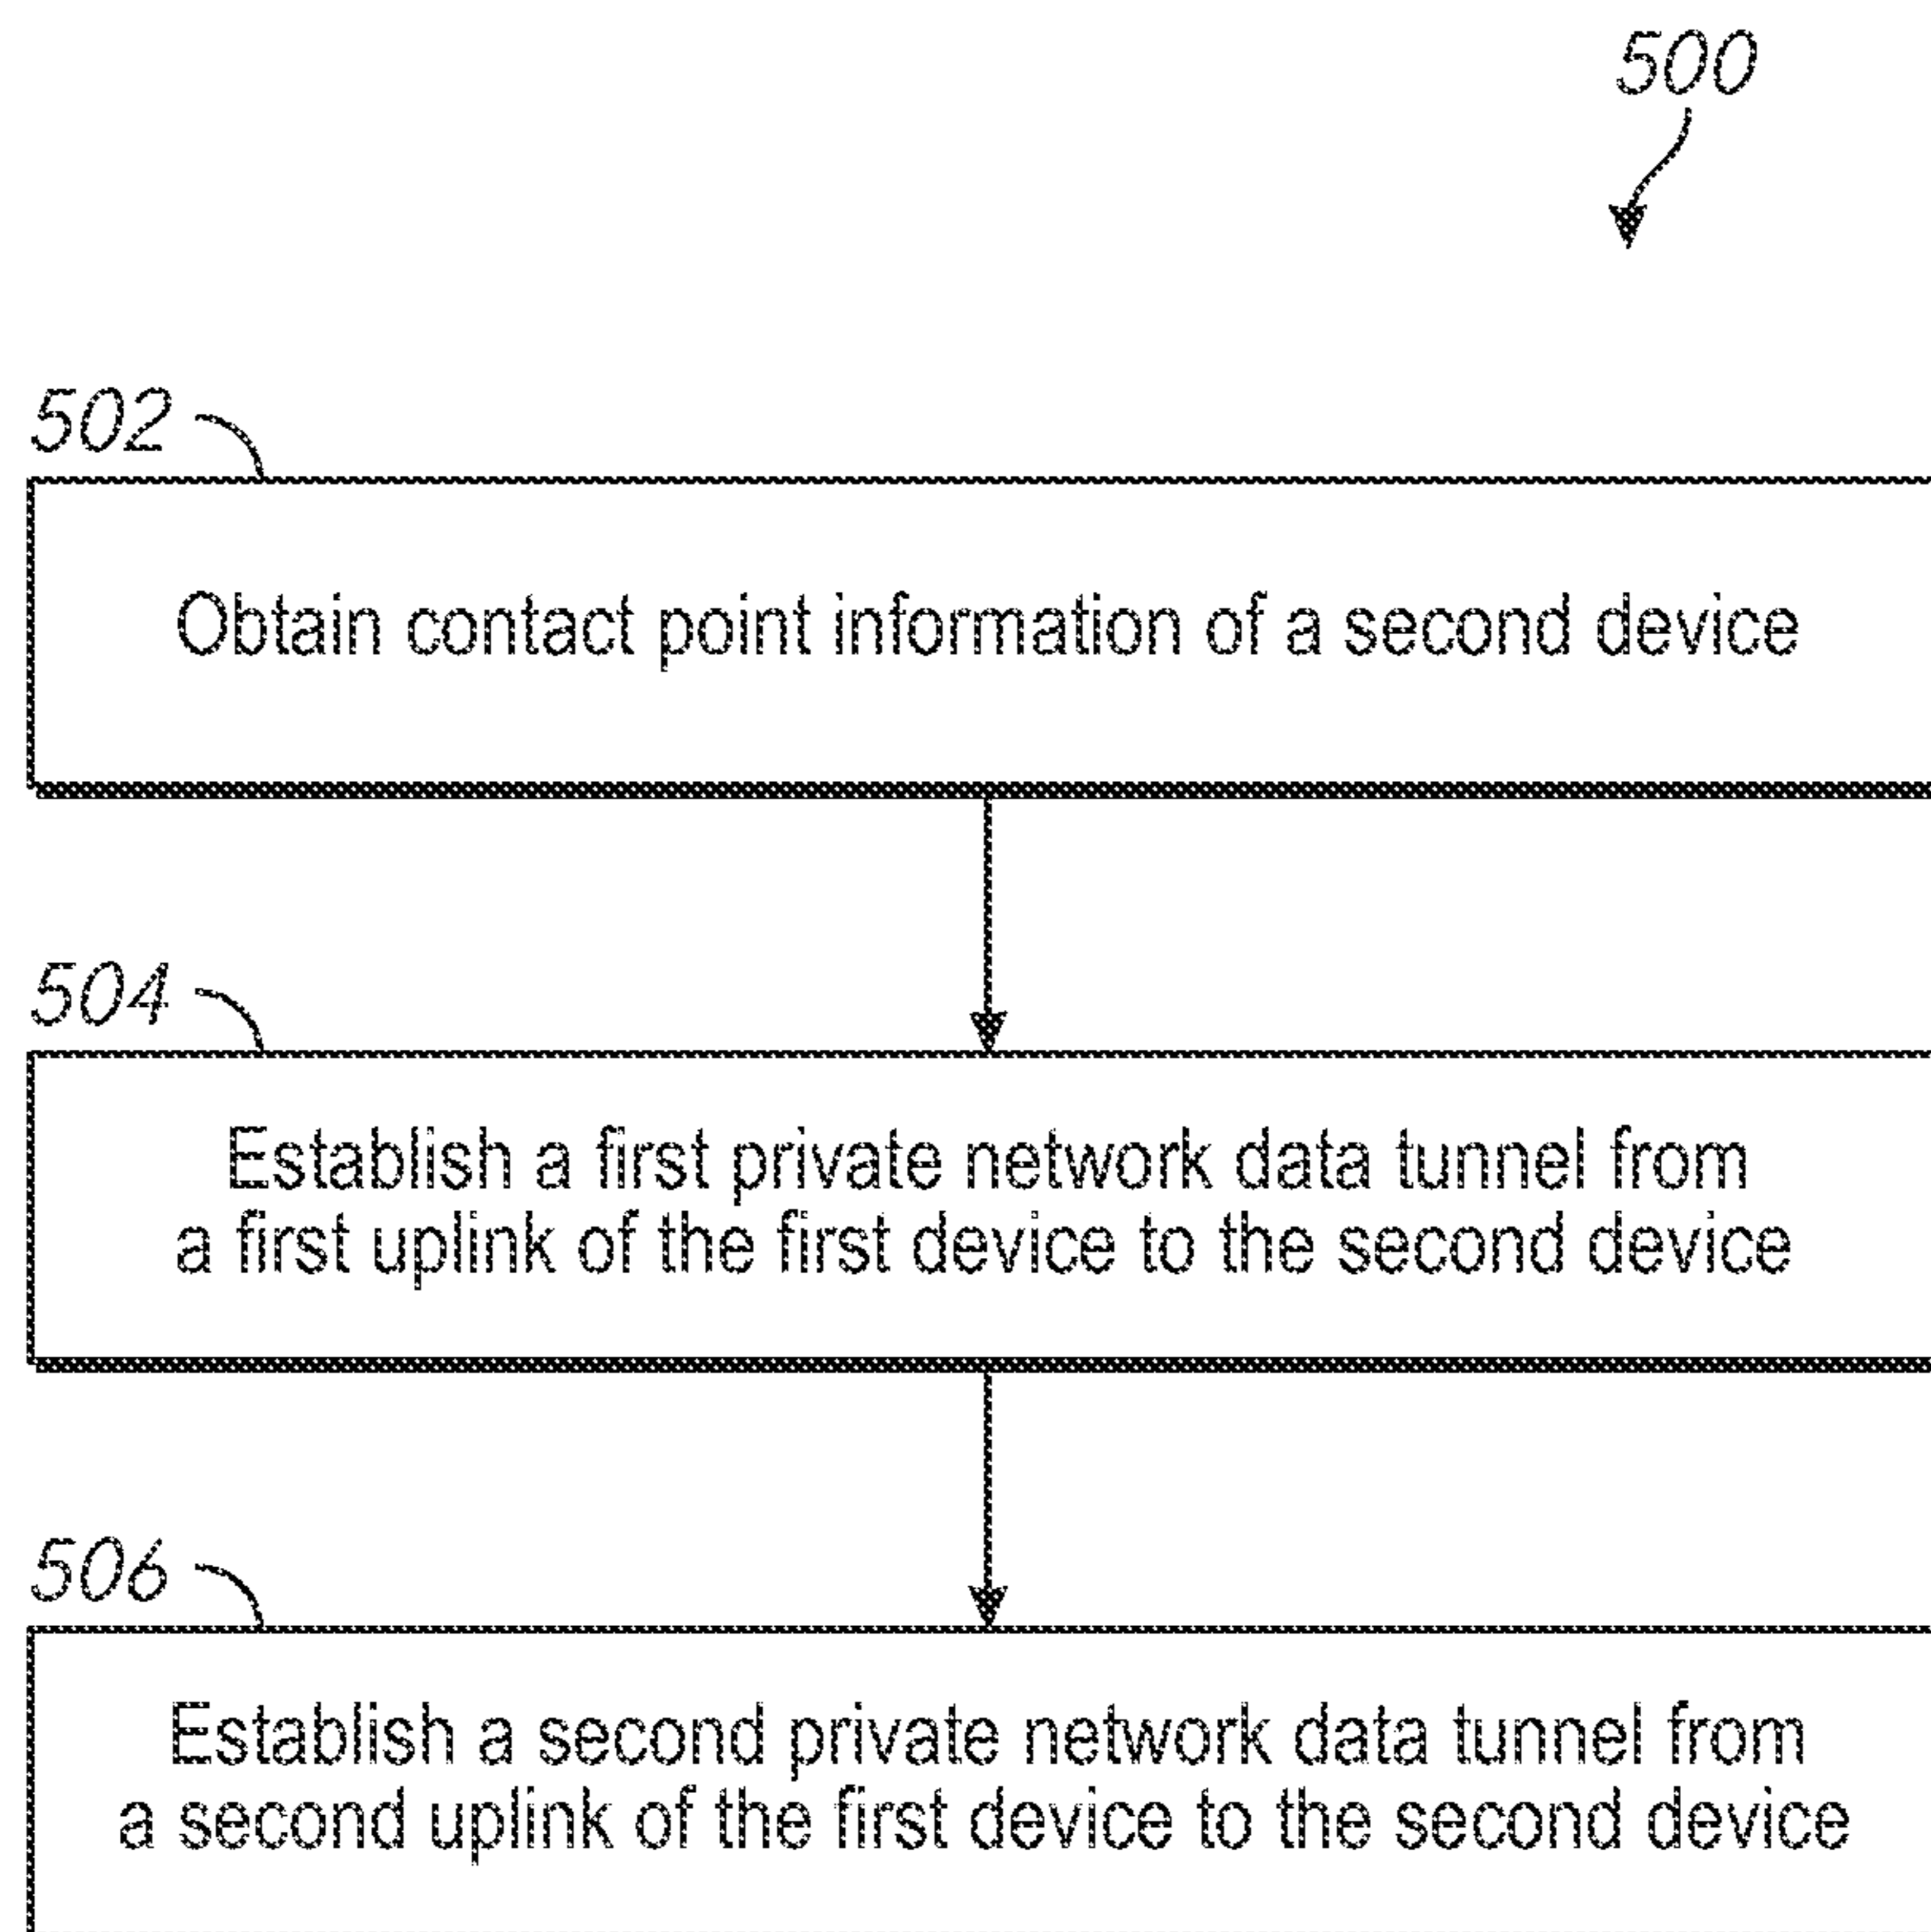 500
502
Obtain contact point information of a second device
504
Establish a first private network data tunnel from
a first uplink of the first device to the second device
506
Establish a second private network data tunnel from
a second uplink of the first device to the second device